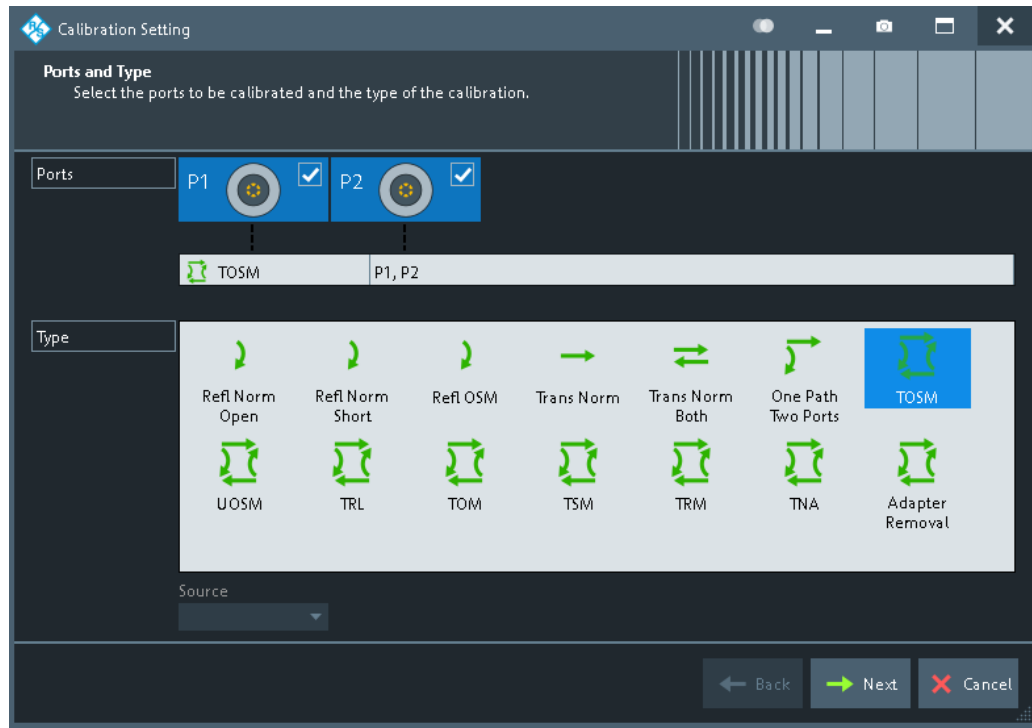 R&S Calibration Setting
Ports and Type
Select the ports to be calibrated and the type of the calibration.
Ports
P1
P2
TOSM
P1, P2
Type
Refl Norm
Open
Refl Norm
Short
Refl OSM
Trans Norm
Trans Norm
Both
One Path
Two Ports
TOSM
UOSM
TRL
TOM
TSM
TRM
TNA
Adapter
Removal
Source
Back
Next
Cancel